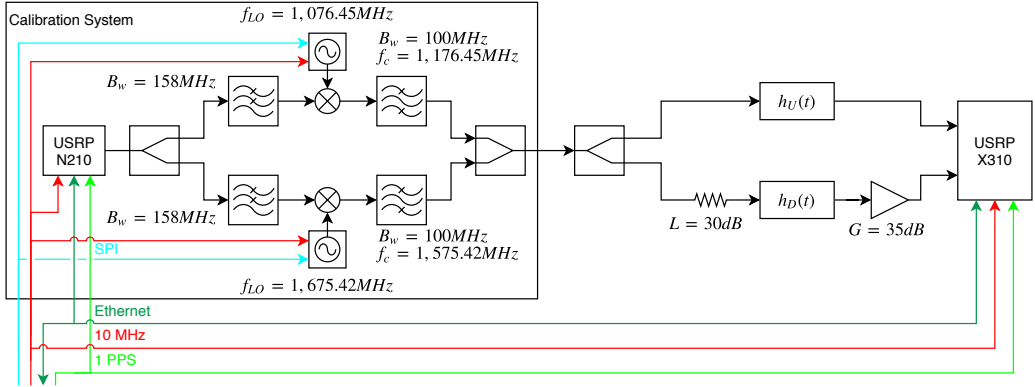 Calibration System
f_LO = 1,076.45MHz
B_w = 100MHz
f_c = 1,176.45MHz
B_w = 158MHz
USRP
N210
h_U(t)
USRP
X310
h_D(t)
L = 30dB
G = 35dB
B_w = 158MHz
B_w = 100MHz
f_c = 1,575.42MHz
SPI
f_LO = 1,675.42MHz
Ethernet
10 MHz
1 PPS